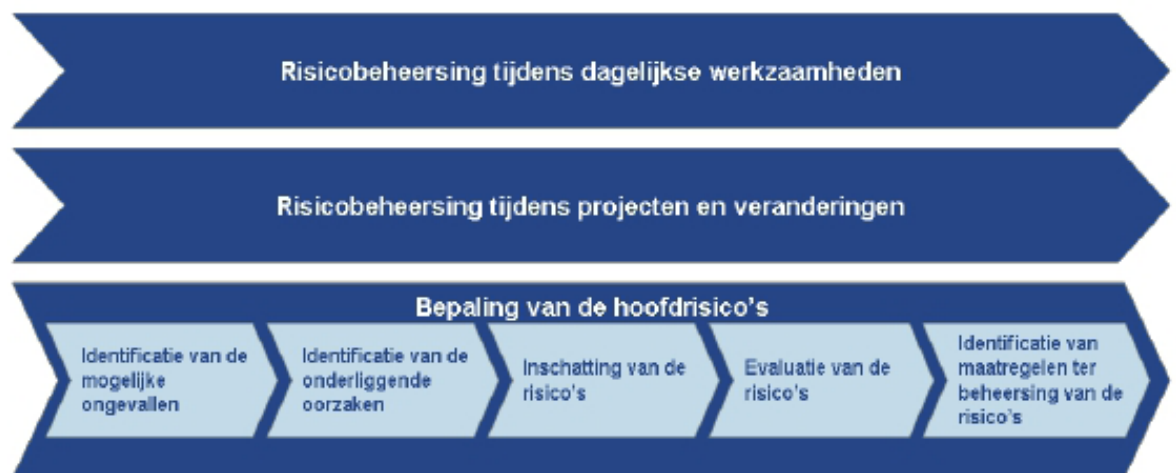 Risicobeheersing tijdens dagelijkse werkzaamheden
Risicobeheersing tijdens projecten en veranderingen
Bepaling van de hoofdrisico's
Identificatie van de
mogelijke
ongevallen
Identificatie van de
onderliggende
oorzaken
Inschatting van de
risico's
Evaluatie van de
risico's
Identificatie van
maatregelen ter
beheersing van de
risico's